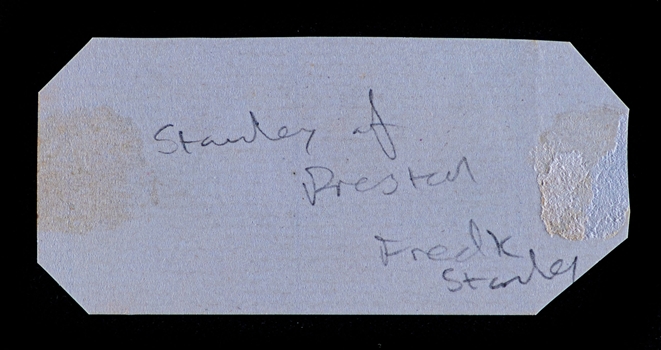 Stanley of
Preston
Fredk
Stanley